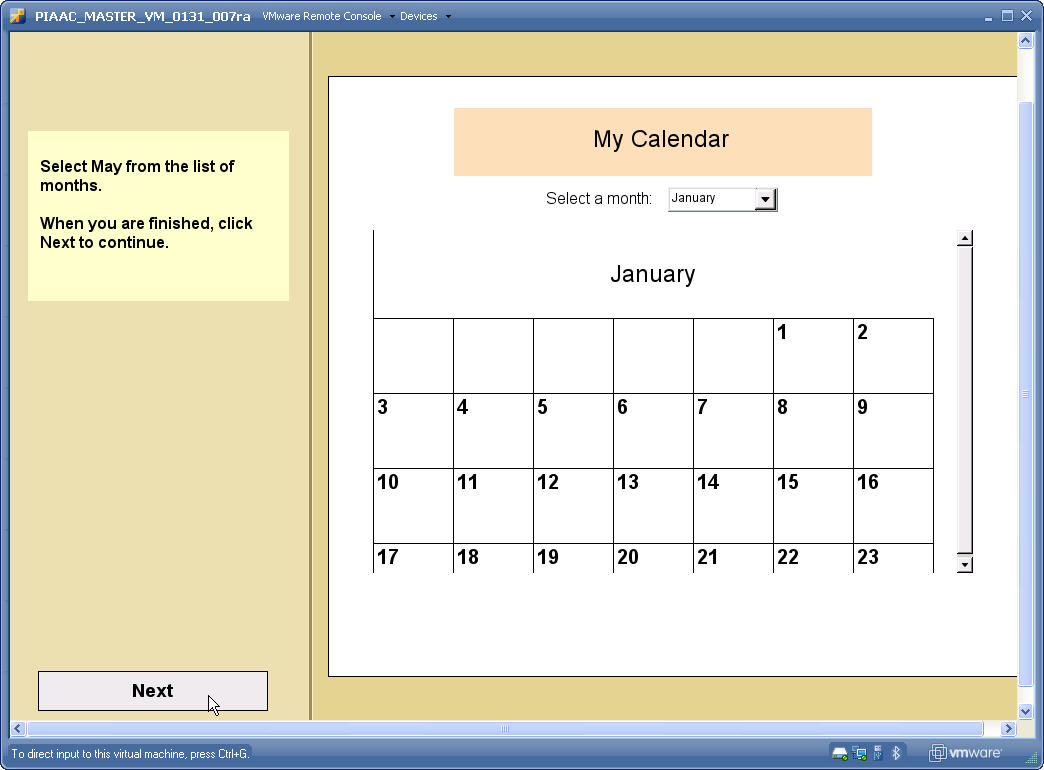 PIAAC_MASTER_VM_0131_007ra VMware Remote Console Devices
Select May from the list of
months.
When you are finished, click
Next to continue.
Next
My Calendar
Select a month: January
January
1 2
3 4 5 6 7 8 9
10 11 12 13 14 15 16
17 18 19 20 21 22 23
To direct input to this virtual machine, press Ctrl+G.
vmware